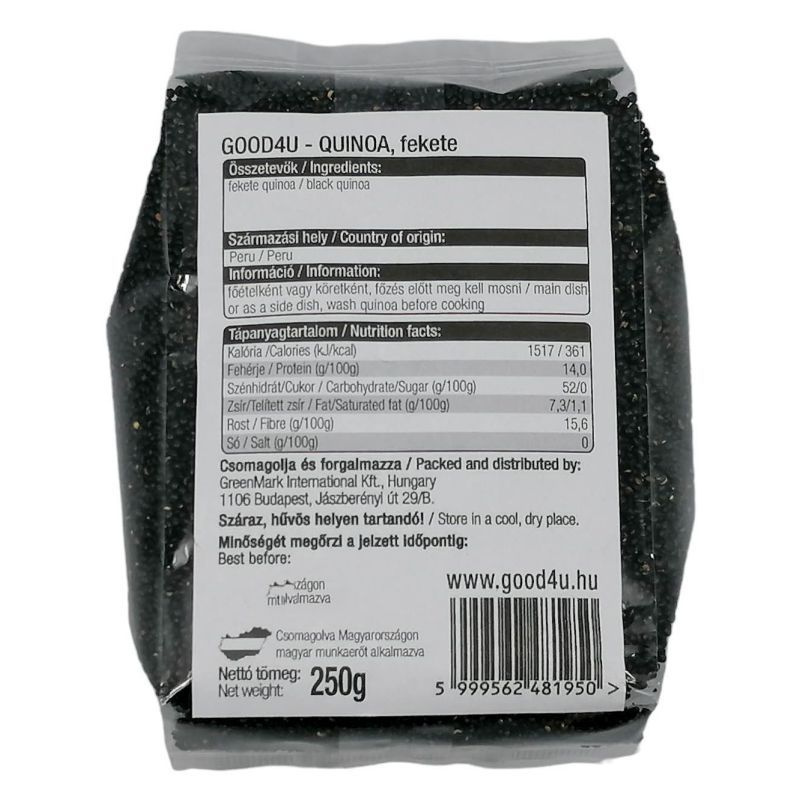 GOOD4U - QUINOA, fekete
Összetevők / Ingredients:
fekete quinoa / black quinoa
Származási hely / Country of origin:
Peru / Peru
Információ / Information:
főételként vagy köretként, főzés előtt meg kell mosni / main dish
or as a side dish, wash quinoa before cooking
Tápanyagtartalom / Nutrition facts:
Kalória /Calories (kJ/kcal) 1517 / 361
Fehérje / Protein (g/100g) 14,0
Szénhidrát/Cukor / Carbohydrate/Sugar (g/100g) 52/0
Zsír/Telített zsír / Fat/Saturated fat (g/100g) 7,3/1,1
Rost / Fibre (g/100g) 15,6
Só / Salt (g/100g) 0
Csomagolja és forgalmazza / Packed and distributed by:
GreenMark International Kft., Hungary
1106 Budapest, Jászberényi út 29/B.
Száraz, hűvös helyen tartandó! / Store in a cool, dry place.
Minőségét megőrzi a jelzett időpontig:
Best before:
www.good4u.hu
Csomagolva Magyarországon
magyar munkaerőt alkalmazva
Nettó tömeg:
Net weight: 250g
5 999562 481950 >